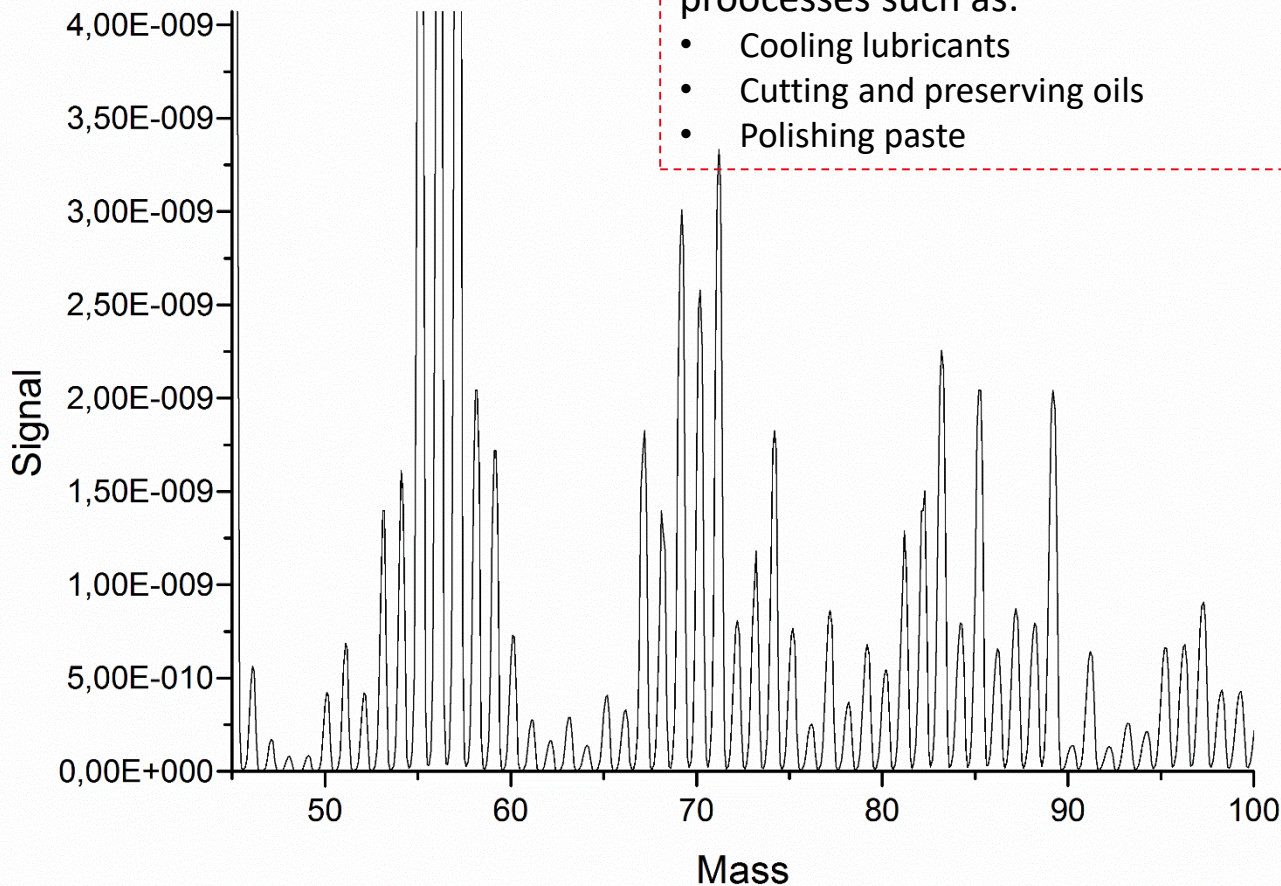 proocesses such as:
• Cooling lubricants
• Cutting and preserving oils
• Polishing paste
4,00E-009
3,50E-009
3,00E-009
2,50E-009
2,00E-009
1,50E-009
1,00E-009
5,00E-010
0,00E+000
Signal
50 60 70 80 90 100
Mass